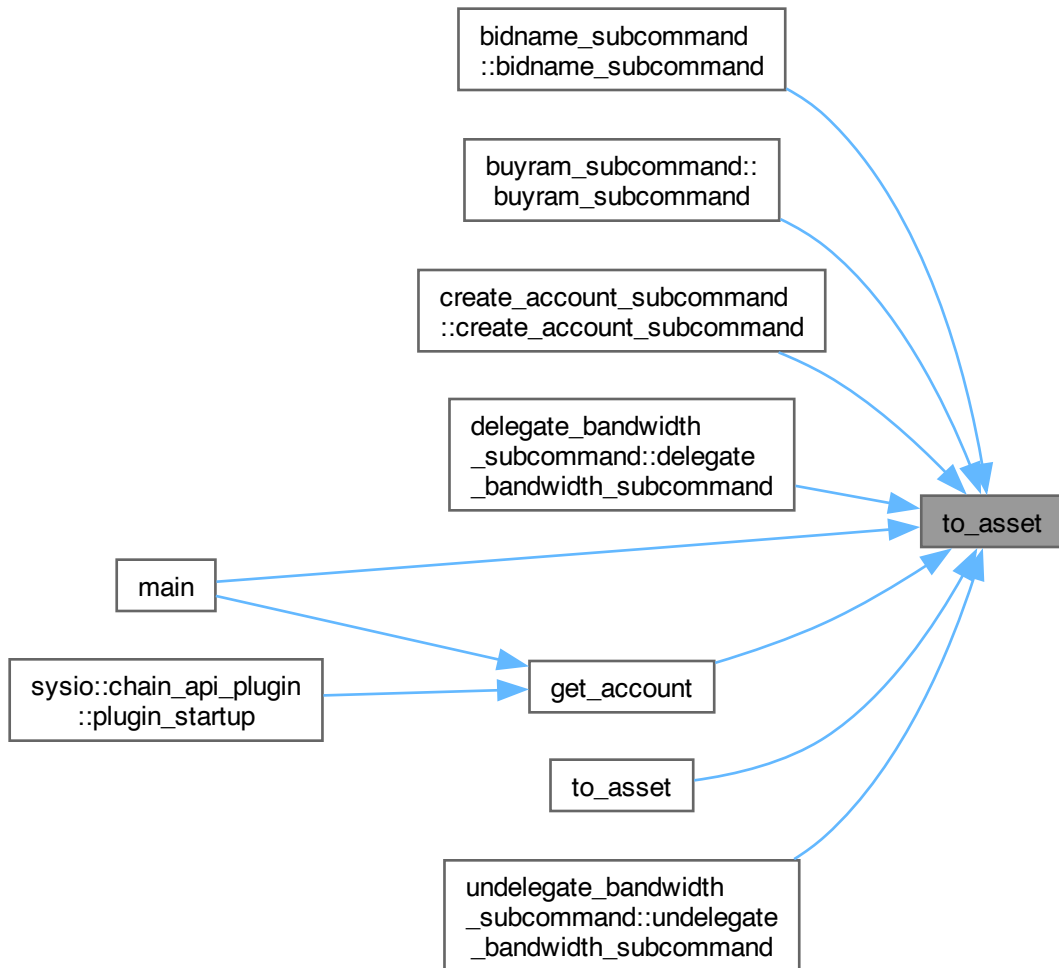 bidname_subcommand
::bidname_subcommand
buyram_subcommand::
buyram_subcommand
create_account_subcommand
::create_account_subcommand
delegate_bandwidth
_subcommand::delegate
_bandwidth_subcommand
to_asset
main
sysio::chain_api_plugin
::plugin_startup
get_account
to_asset
undelegate_bandwidth
_subcommand::undelegate
_bandwidth_subcommand